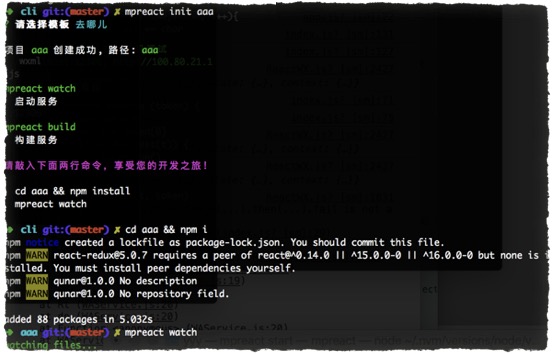 ➜ cli git:(master) ✗ mpreact init aaa
请选择模板 去哪儿
项目 aaa 创建成功，路径: aaa
mpreact watch
启动服务
mpreact build
构建服务
请敲入下面两行命令，享受您的开发之旅！
cd aaa && npm install
mpreact watch
➜ cli git:(master) ✗ cd aaa && npm i
npm notice created a lockfile as package-lock.json. You should commit this file.
npm WARN react-redux@5.0.7 requires a peer of react@^0.14.0 || ^15.0.0-0 || ^16.0.0-0 but none is i
stalled. You must install peer dependencies yourself.
npm WARN qunar@1.0.0 No description
npm WARN qunar@1.0.0 No repository field.
added 88 packages in 5.032s
➜ aaa git:(master) ✗ mpreact watch
watching files...